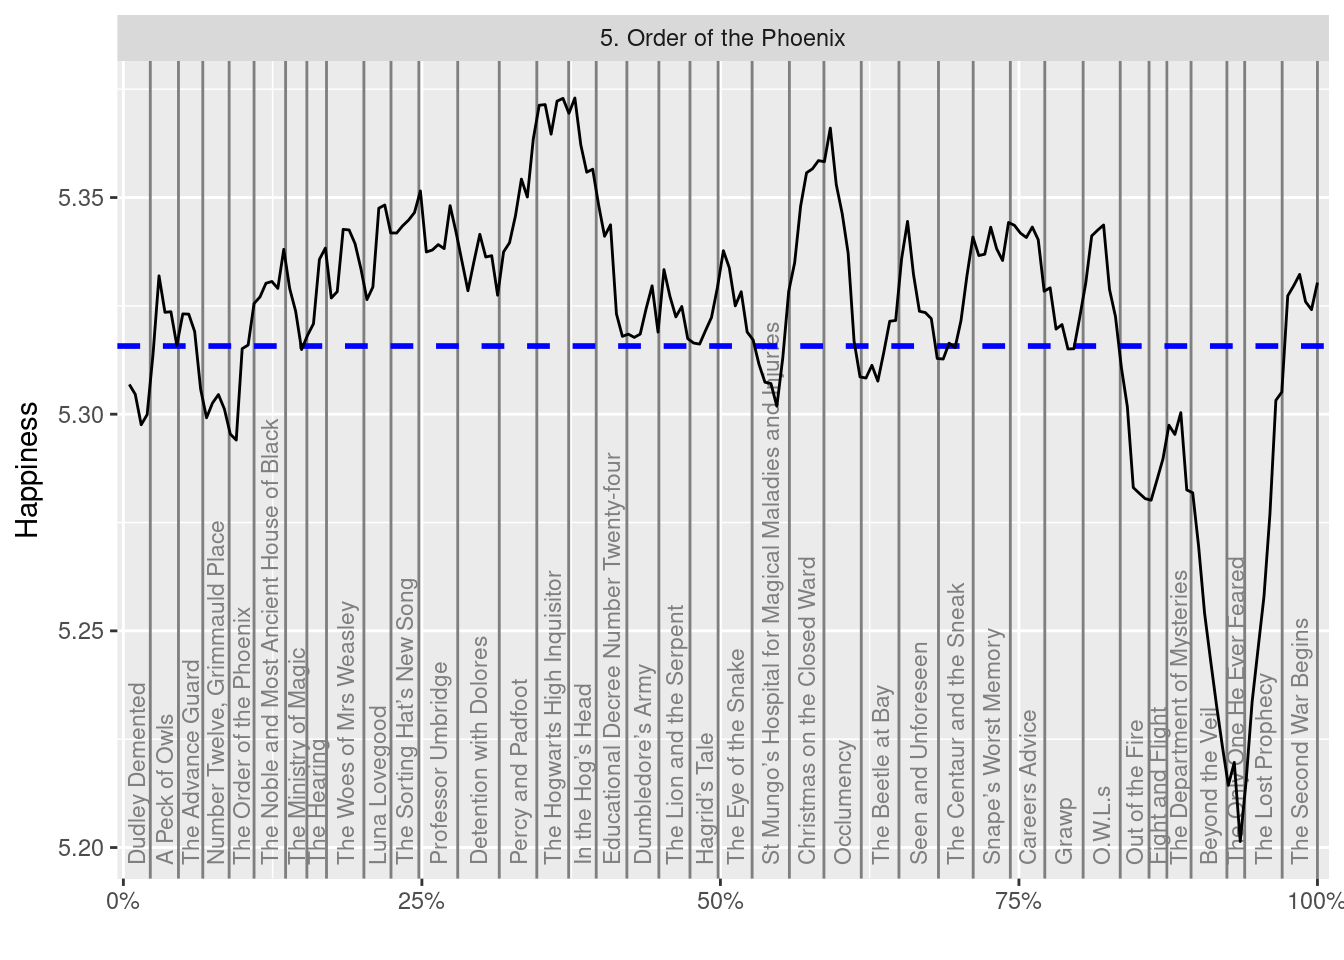 5. Order of the Phoenix
Happiness
5.35
5.30
5.25
5.20
Dudley Demented
A Peck of Owls
The Advance Guard
Number Twelve, Grimmauld Place
The Order of the Phoenix
The Noble and Most Ancient House of Black
The Ministry of Magic
The Hearing
The Woes of Mrs Weasley
Luna Lovegood
The Sorting Hat’s New Song
Professor Umbridge
Detention with Dolores
Percy and Padfoot
The Hogwarts High Inquisitor
In the Hog’s Head
Educational Decree Number Twenty-four
Dumbledore’s Army
The Lion and the Serpent
Hagrid’s Tale
The Eye of the Snake
St Mungo’s Hospital for Magical Maladies and Injuries
Christmas on the Closed Ward
Occlumency
The Beetle at Bay
Seen and Unforeseen
The Centaur and the Sneak
Snape’s Worst Memory
Careers Advice
Grawp
O.W.L.s
Out of the Fire
Fight and Flight
The Department of Mysteries
Beyond the Veil
The Only One He Ever Feared
The Lost Prophecy
The Second War Begins
0%
25%
50%
75%
100%